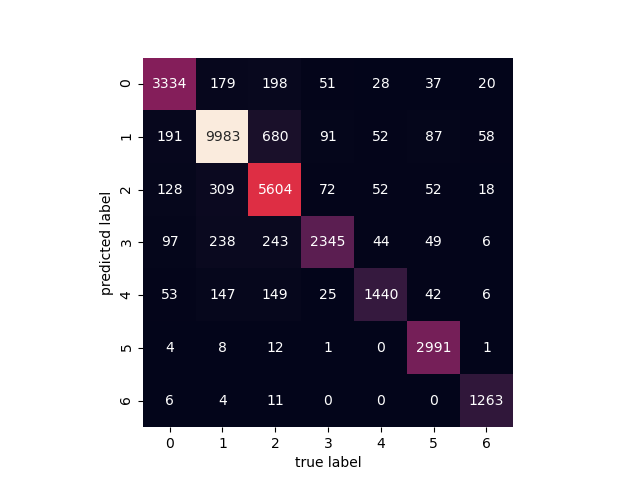 0 3334 179 198 51 28 37 20
1 191 9983 680 91 52 87 58
2 128 309 5604 72 52 52 18
3 97 238 243 2345 44 49 6
4 53 147 149 25 1440 42 6
5 4 8 12 1 0 2991 1
6 6 4 11 0 0 0 1263
0 1 2 3 4 5 6
predicted label
true label